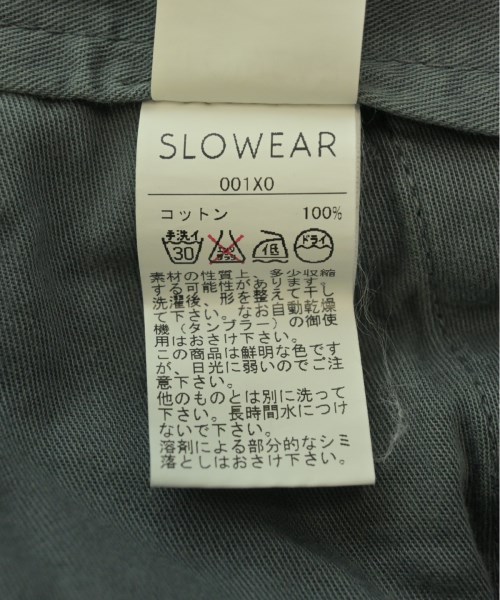 SLOWEAR
001X0
コットン 100%
手洗イ 30 エンソ サラシ 低 ドライ
素材の性質上、多少収縮
する可能性があります。
洗濯後、形を整えて干し
て下さい。なお自動乾燥
機（タンブラー）の御使
用はおさけ下さい。
この商品は鮮明な色です
が、日光に弱いのでご注
意下さい。
他のものとは別に洗って
下さい。長時間水につけ
ないで下さい。
溶剤による部分的なシミ
落としはおさけ下さい。